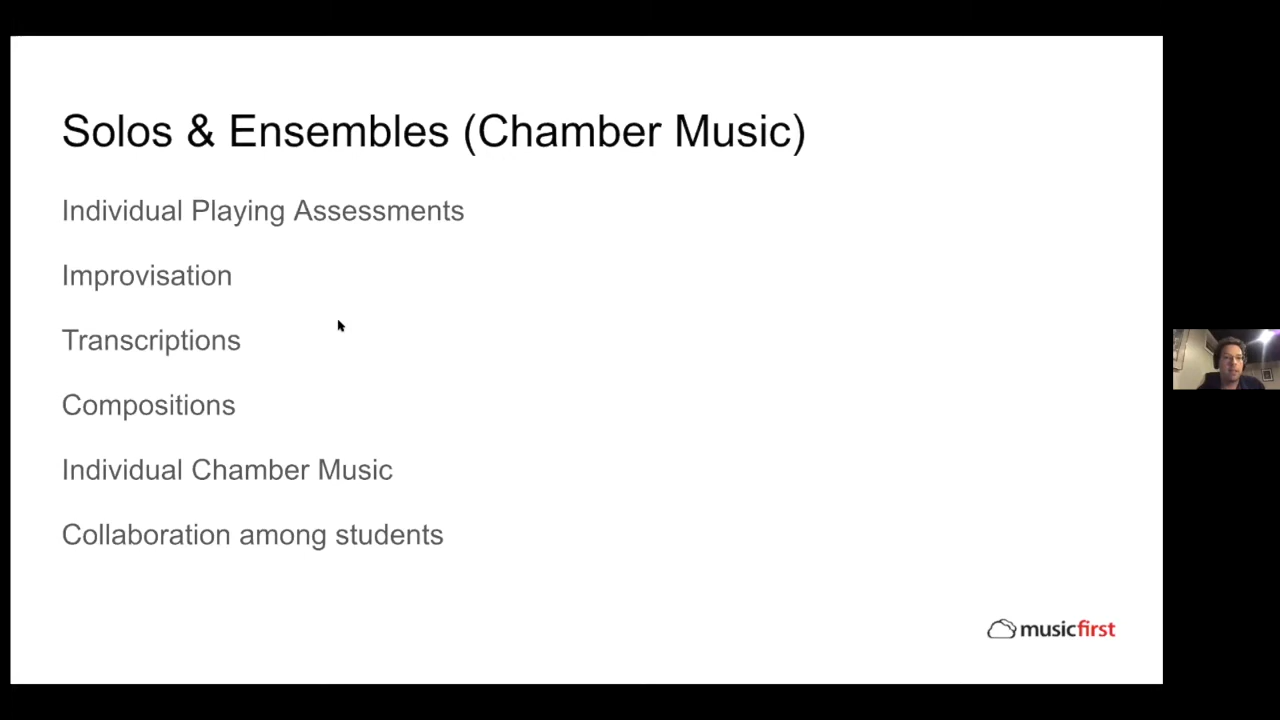 Solos & Ensembles (Chamber Music)
Individual Playing Assessments
Improvisation
Transcriptions
Compositions
Individual Chamber Music
Collaboration among students
musicfirst